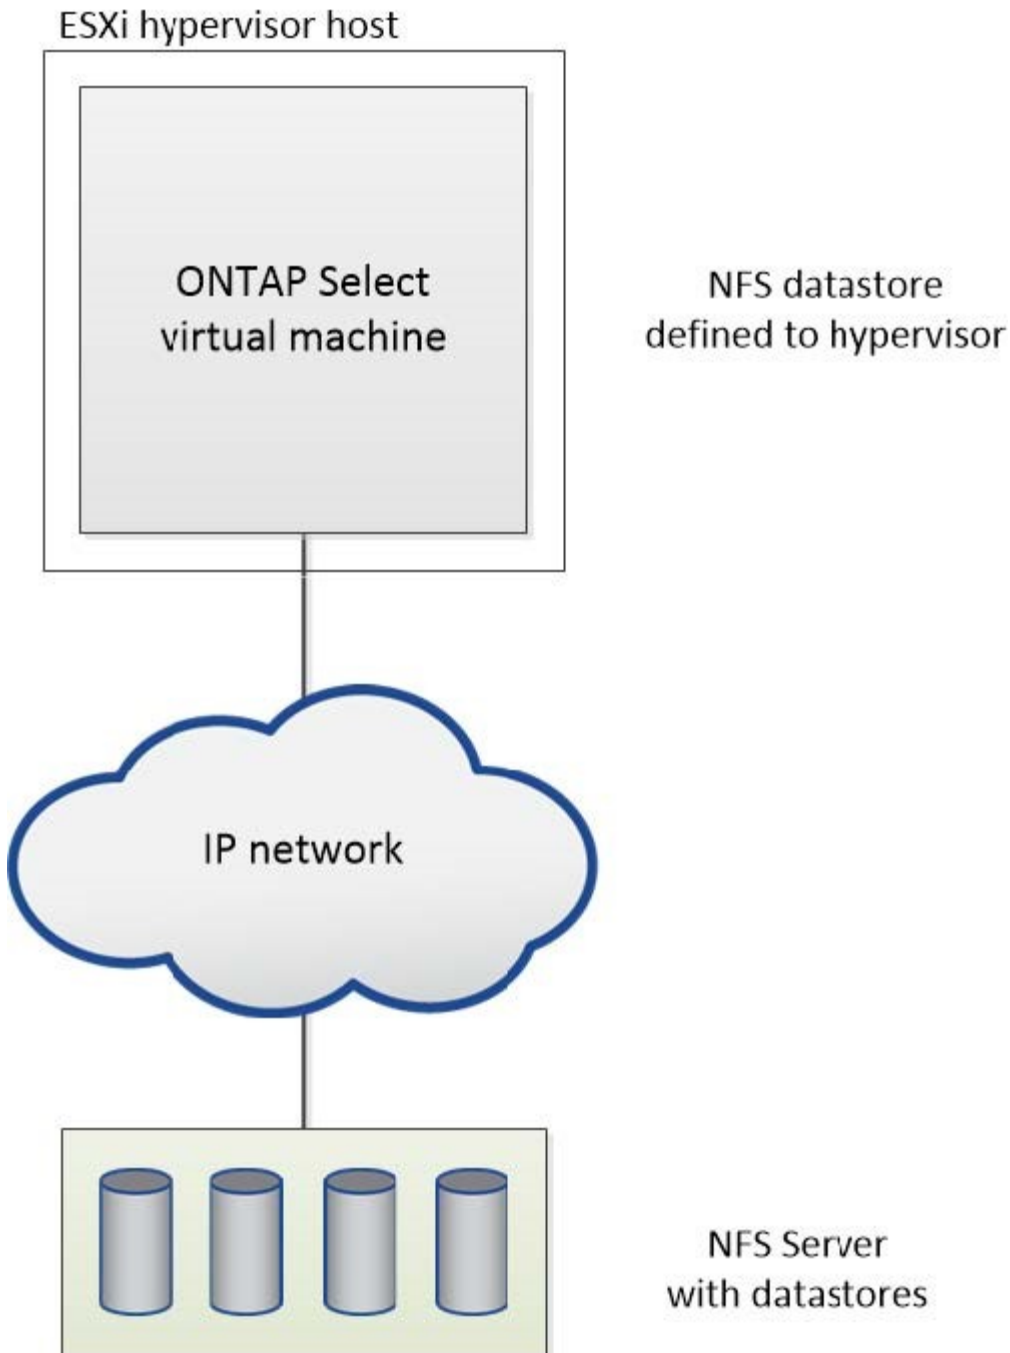 ESXi hypervisor host
ONTAP Select
virtual machine
NFS datastore
defined to hypervisor
IP network
NFS Server
with datastores